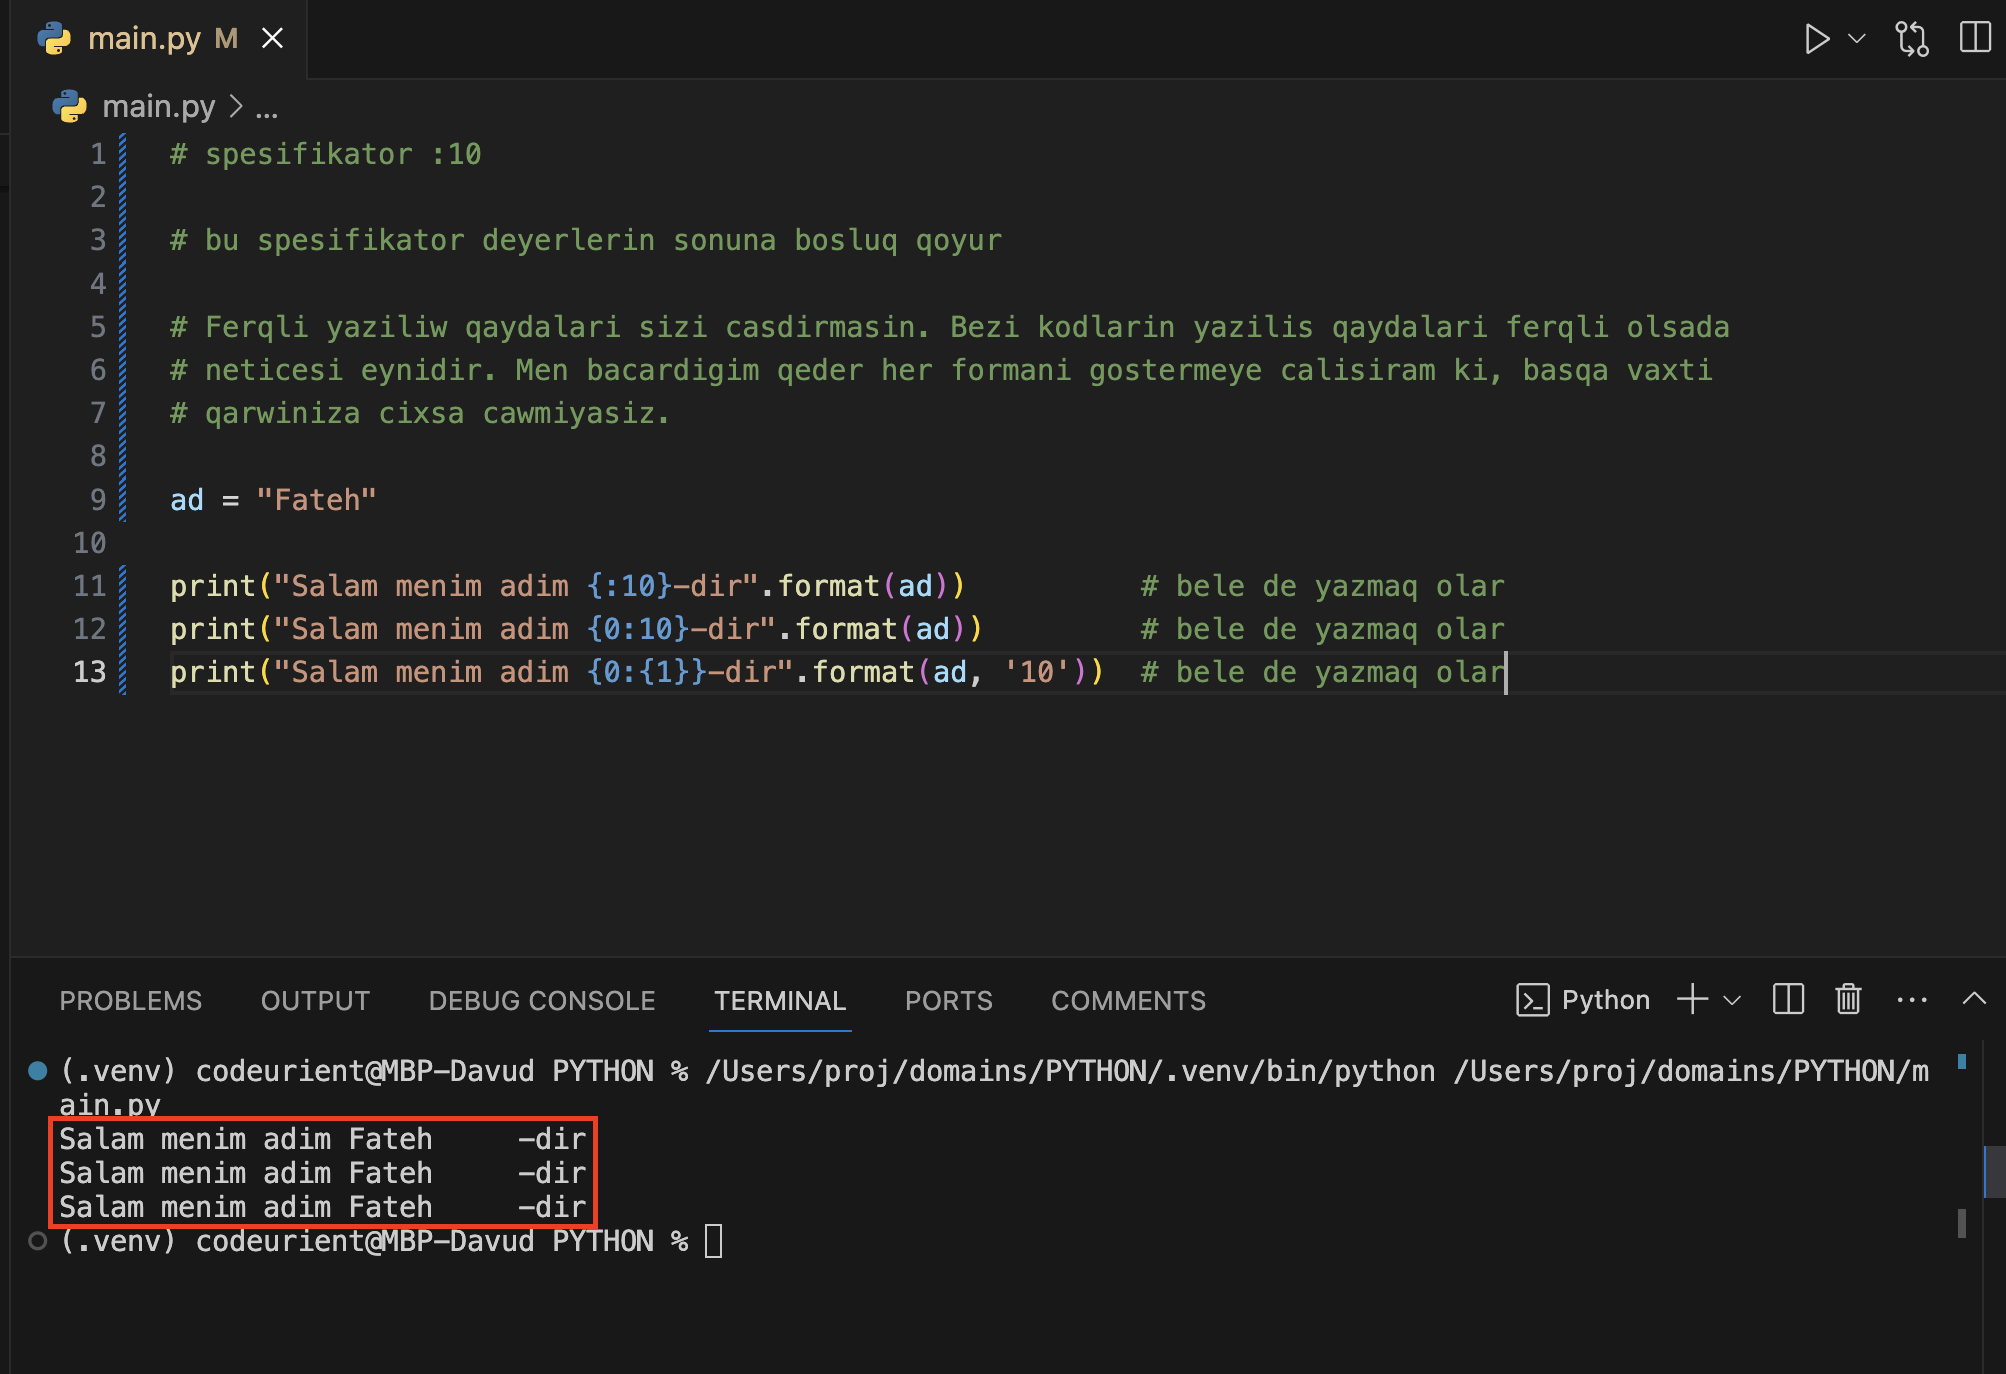 main.py M
main.py > ...
1 # spesifikator :10
2
3 # bu spesifikator deyerlerin sonuna bosluq qoyur
4
5 # Ferqli yaziliw qaydalari sizi casdirmasin. Bezi kodlarin yazilis qaydalari ferqli olsada
6 # neticesi eynidir. Men bacardigim qeder her formani gostermeye calisiram ki, basqa vaxti
7 # qarwiniza cixsa cawmiyasiz.
8
9 ad = "Fateh"
10
11 print("Salam menim adim {:10}-dir".format(ad))          # bele de yazmaq olar
12 print("Salam menim adim {0:10}-dir".format(ad))         # bele de yazmaq olar
13 print("Salam menim adim {0:{1}}-dir".format(ad, '10'))  # bele de yazmaq olar
PROBLEMS OUTPUT DEBUG CONSOLE TERMINAL PORTS COMMENTS Python
(.venv) codeurient@MBP-Davud PYTHON % /Users/proj/domains/PYTHON/.venv/bin/python /Users/proj/domains/PYTHON/m
ain.py
Salam menim adim Fateh     -dir
Salam menim adim Fateh     -dir
Salam menim adim Fateh     -dir
(.venv) codeurient@MBP-Davud PYTHON %